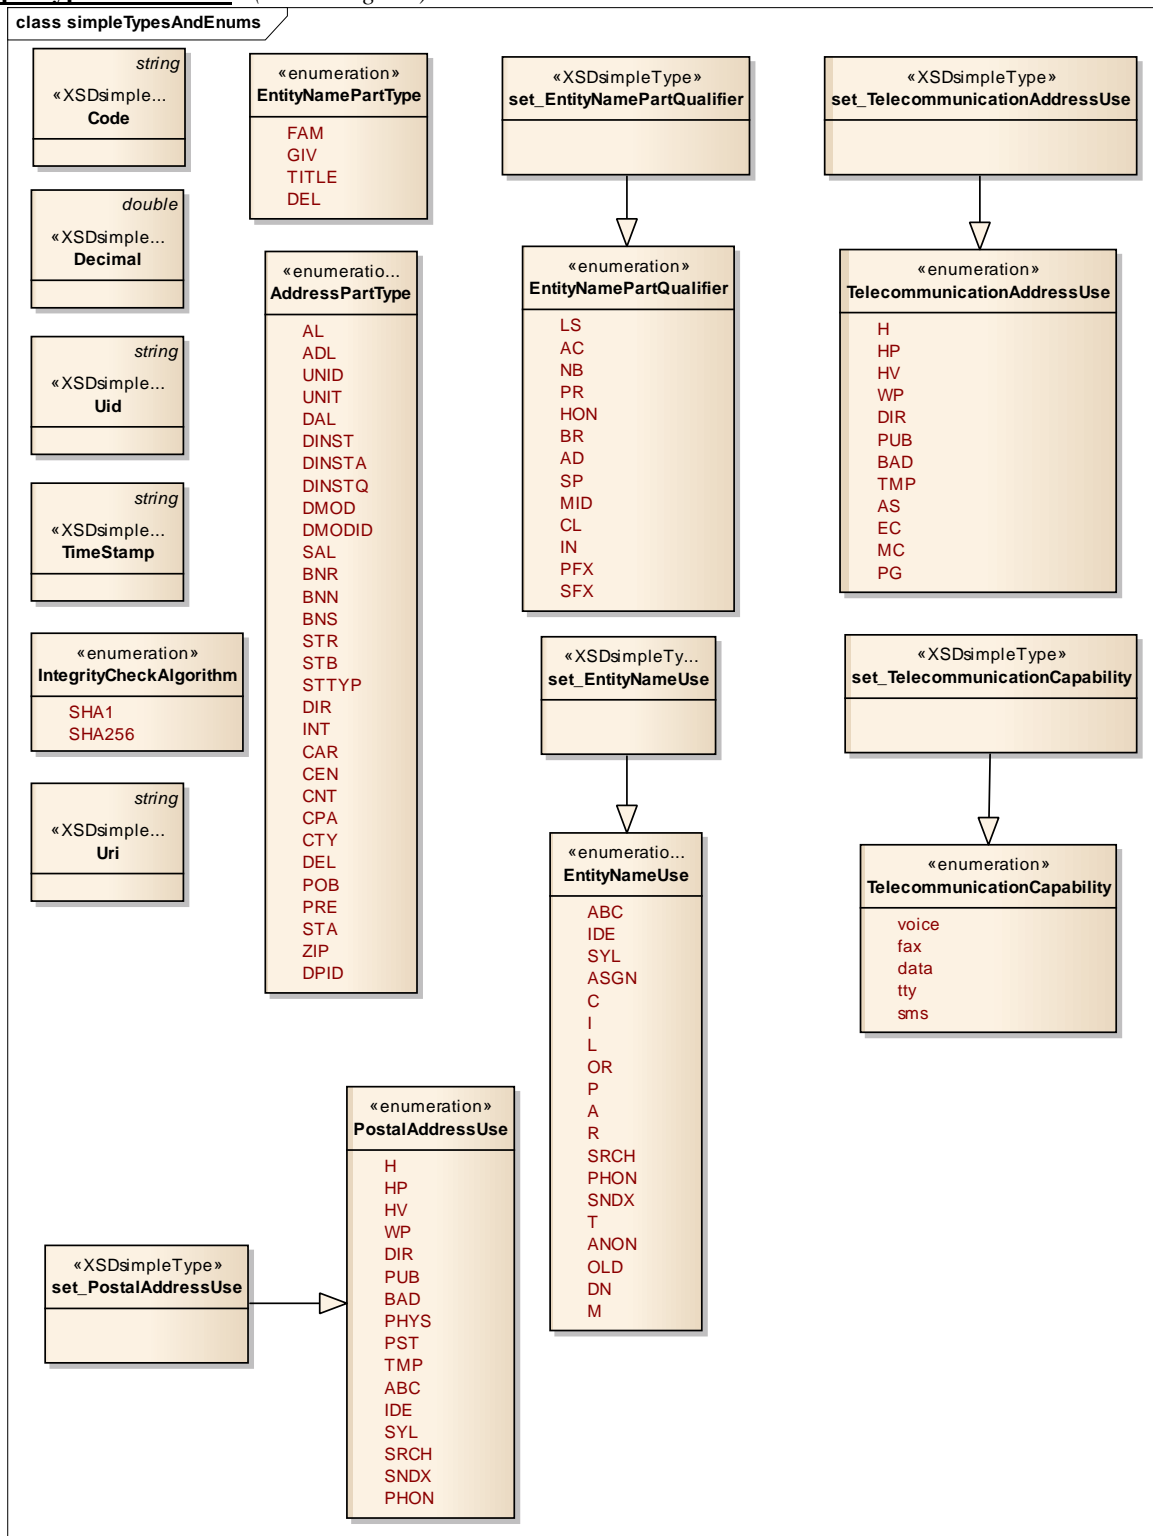 class simpleTypesAndEnums
string
«XSDsimple...
Code
double
«XSDsimple...
Decimal
string
«XSDsimple...
Uid
string
«XSDsimple...
TimeStamp
«enumeration»
IntegrityCheckAlgorithm
SHA1
SHA256
string
«XSDsimple...
Uri
«enumeration»
EntityNamePartType
FAM
GIV
TITLE
DEL
«enumeratio...
AddressPartType
AL
ADL
UNID
UNIT
DAL
DINST
DINSTA
DINSTQ
DMOD
DMODID
SAL
BNR
BNN
BNS
STR
STB
STTYP
DIR
INT
CAR
CEN
CNT
CPA
CTY
DEL
POB
PRE
STA
ZIP
DPID
«XSDsimpleType»
set_EntityNamePartQualifier
«enumeration»
EntityNamePartQualifier
LS
AC
NB
PR
HON
BR
AD
SP
MID
CL
IN
PFX
SFX
«XSDsimpleTy...
set_EntityNameUse
«enumeratio...
EntityNameUse
ABC
IDE
SYL
ASGN
C
I
L
OR
P
A
R
SRCH
PHON
SNDX
T
ANON
OLD
DN
M
«XSDsimpleType»
set_TelecommunicationAddressUse
«enumeration»
TelecommunicationAddressUse
H
HP
HV
WP
DIR
PUB
BAD
TMP
AS
EC
MC
PG
«XSDsimpleType»
set_TelecommunicationCapability
«enumeration»
TelecommunicationCapability
voice
fax
data
tty
sms
«XSDsimpleType»
set_PostalAddressUse
«enumeration»
PostalAddressUse
H
HP
HV
WP
DIR
PUB
BAD
PHYS
PST
TMP
ABC
IDE
SYL
SRCH
SNDX
PHON